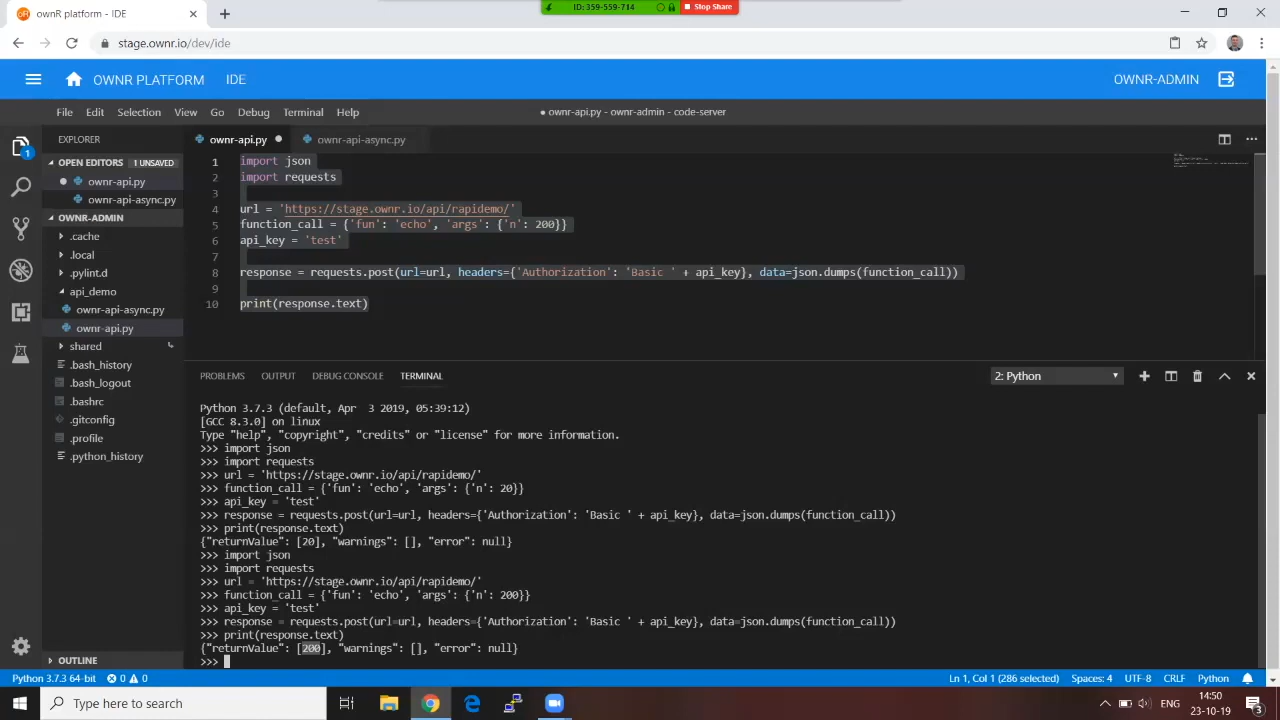 ownR platform - IDE
ID: 359-559-714
Stop Share
stage.ownr.io/dev/ide
OWNR PLATFORM
IDE
OWNR-ADMIN
File Edit Selection View Go Debug Terminal Help
● ownr-api.py - ownr-admin - code-server
EXPLORER
ownr-api.py
ownr-api-async.py
OPEN EDITORS
1 UNSAVED
ownr-api.py
ownr-api-async.py
OWNR-ADMIN
.cache
.local
.pylint.d
api_demo
ownr-api-async.py
ownr-api.py
shared
.bash_history
.bash_logout
.bashrc
.gitconfig
.profile
.python_history
OUTLINE
1 import json
2 import requests
3
4 url = 'https://stage.ownr.io/api/rapidemo/'
5 function_call = {'fun': 'echo', 'args': {'n': 200}}
6 api_key = 'test'
7
8 response = requests.post(url=url, headers={'Authorization': 'Basic ' + api_key}, data=json.dumps(function_call))
9
10 print(response.text)
PROBLEMS OUTPUT DEBUG CONSOLE TERMINAL
2: Python
Python 3.7.3 (default, Apr  3 2019, 05:39:12)
[GCC 8.3.0] on linux
Type "help", "copyright", "credits" or "license" for more information.
>>> import json
>>> import requests
>>> url = 'https://stage.ownr.io/api/rapidemo/'
>>> function_call = {'fun': 'echo', 'args': {'n': 20}}
>>> api_key = 'test'
>>> response = requests.post(url=url, headers={'Authorization': 'Basic ' + api_key}, data=json.dumps(function_call))
>>> print(response.text)
{"returnValue": [20], "warnings": [], "error": null}
>>> import json
>>> import requests
>>> url = 'https://stage.ownr.io/api/rapidemo/'
>>> function_call = {'fun': 'echo', 'args': {'n': 200}}
>>> api_key = 'test'
>>> response = requests.post(url=url, headers={'Authorization': 'Basic ' + api_key}, data=json.dumps(function_call))
>>> print(response.text)
{"returnValue": [200], "warnings": [], "error": null}
>>>
Python 3.7.3 64-bit
0
0
Ln 1, Col 1 (286 selected)
Spaces: 4
UTF-8
CRLF
Python
1
Type here to search
ENG
14:50
23-10-19
3